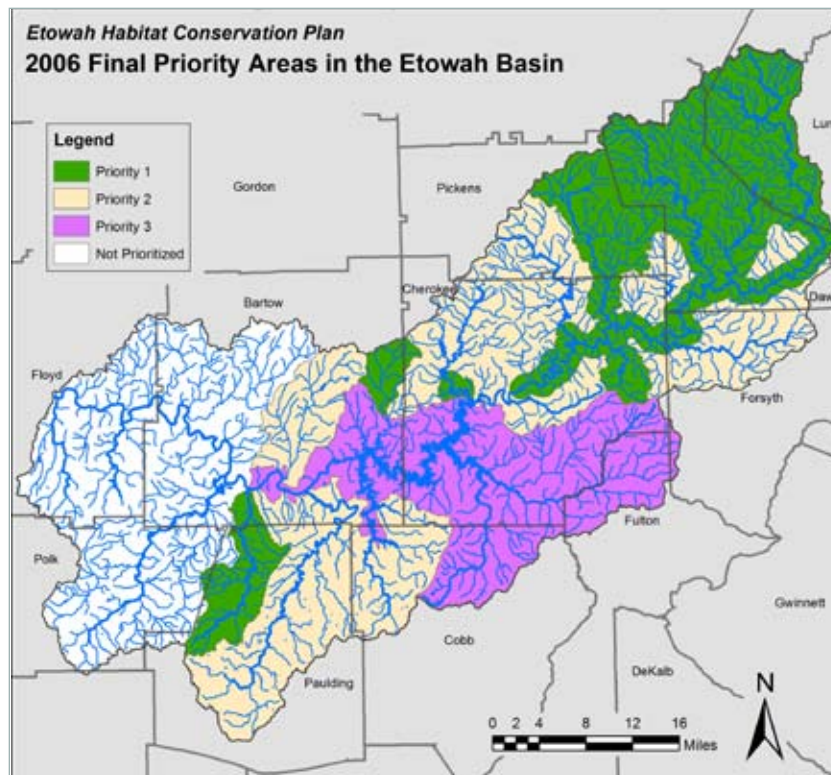 Etowah Habitat Conservation Plan
2006 Final Priority Areas in the Etowah Basin
Legend
Priority 1
Priority 2
Priority 3
Not Prioritized
Lum
Gordon
Pickens
Cherokee
Daw
Bartow
Floyd
Forsyth
Fulton
Polk
Gwinnett
Cobb
DeKalb
Paulding
N
0 2 4 8 12 16
Miles